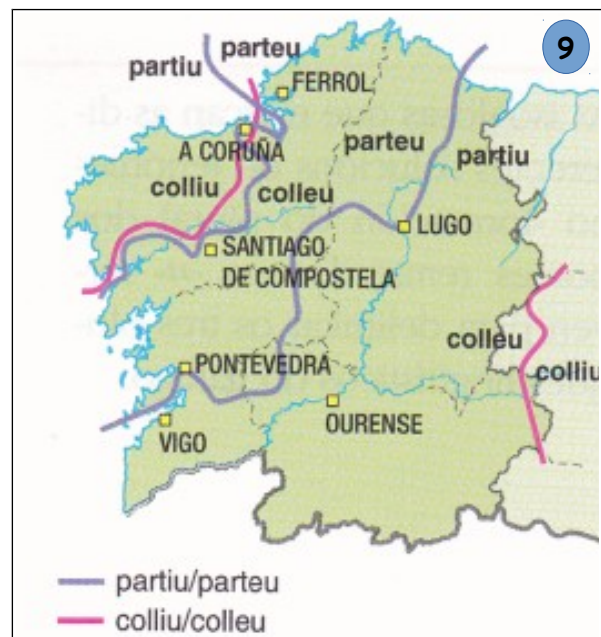 9
partiu
parteu
FERROL
A CORUÑA
parteu
partiu
colliu
colleu
LUGO
SANTIAGO
DE COMPOSTELA
colleu
colliu
PONTEVEDRA
OURENSE
VIGO
partiu/parteu
colliu/colleu